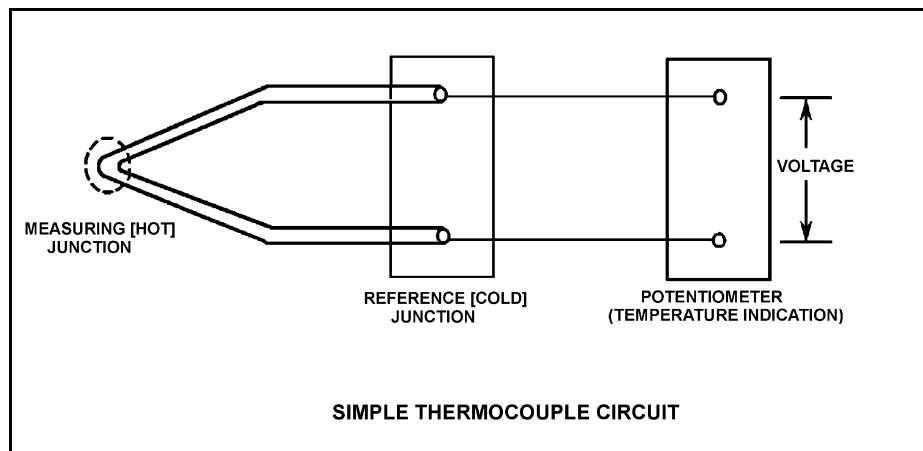 MEASURING [HOT]
JUNCTION
REFERENCE [COLD]
JUNCTION
VOLTAGE
POTENTIOMETER
(TEMPERATURE INDICATION)
SIMPLE THERMOCOUPLE CIRCUIT